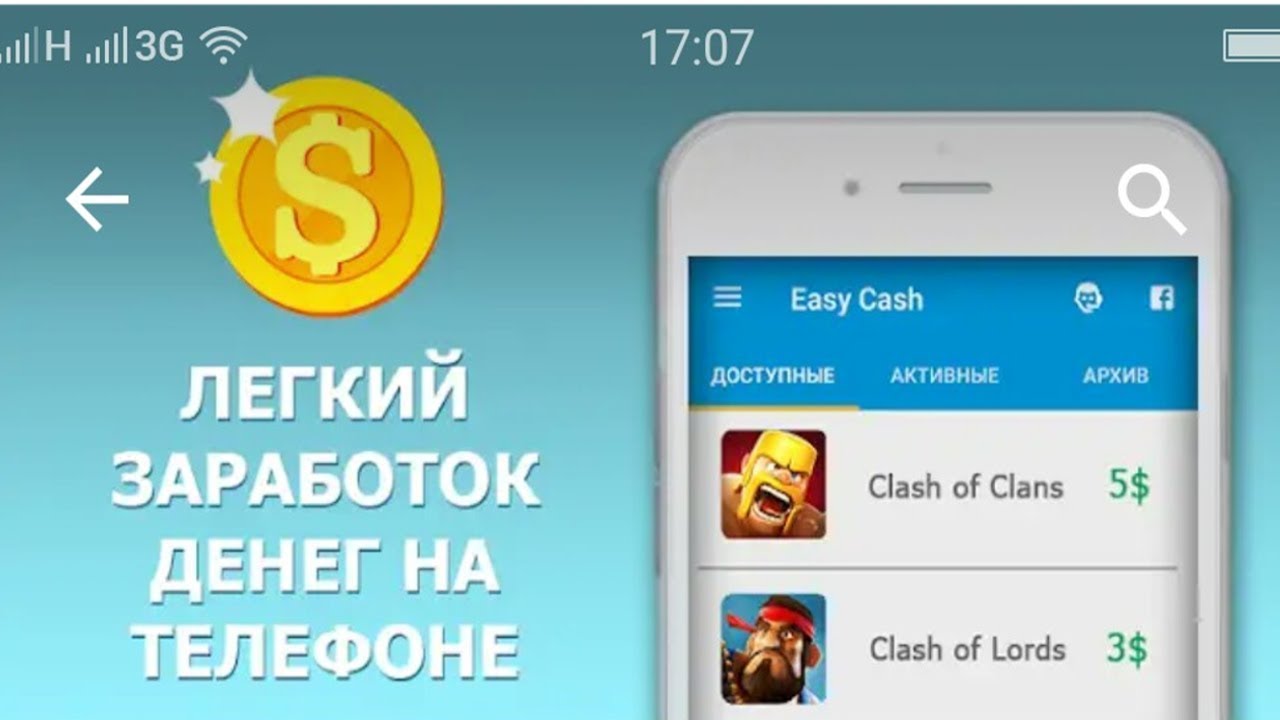 H 3G 17:07
$
ЛЕГКИЙ
ЗАРАБОТОК
ДЕНЕГ НА
ТЕЛЕФОНЕ
Easy Cash
ДОСТУПНЫЕ АКТИВНЫЕ АРХИВ
Clash of Clans 5$
Clash of Lords 3$